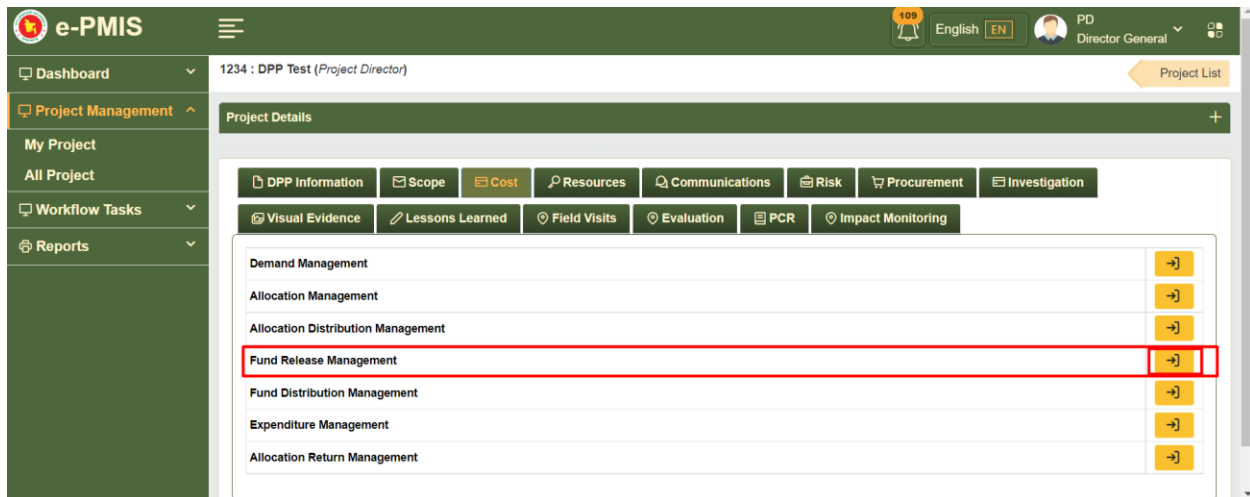 e-PMIS
109
English EN
PD
Director General
Dashboard
1234 : DPP Test (Project Director)
Project List
Project Management
Project Details
My Project
All Project
DPP Information
Scope
Cost
Resources
Communications
Risk
Procurement
Investigation
Workflow Tasks
Visual Evidence
Lessons Learned
Field Visits
Evaluation
PCR
Impact Monitoring
Reports
Demand Management
Allocation Management
Allocation Distribution Management
Fund Release Management
Fund Distribution Management
Expenditure Management
Allocation Return Management